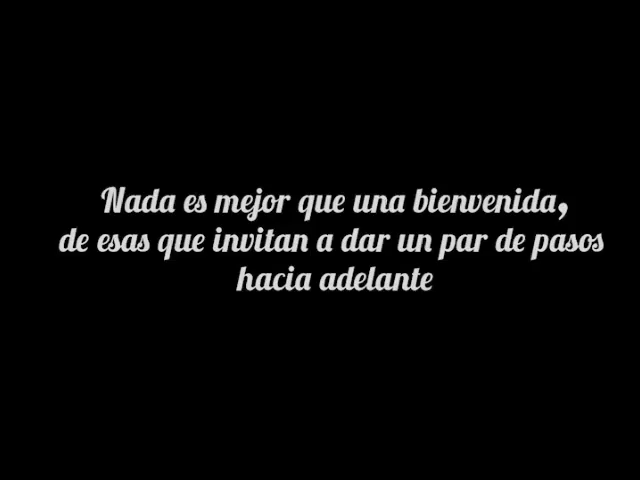 Nada es mejor que una bienvenida,
de esas que invitan a dar un par de pasos
hacia adelante